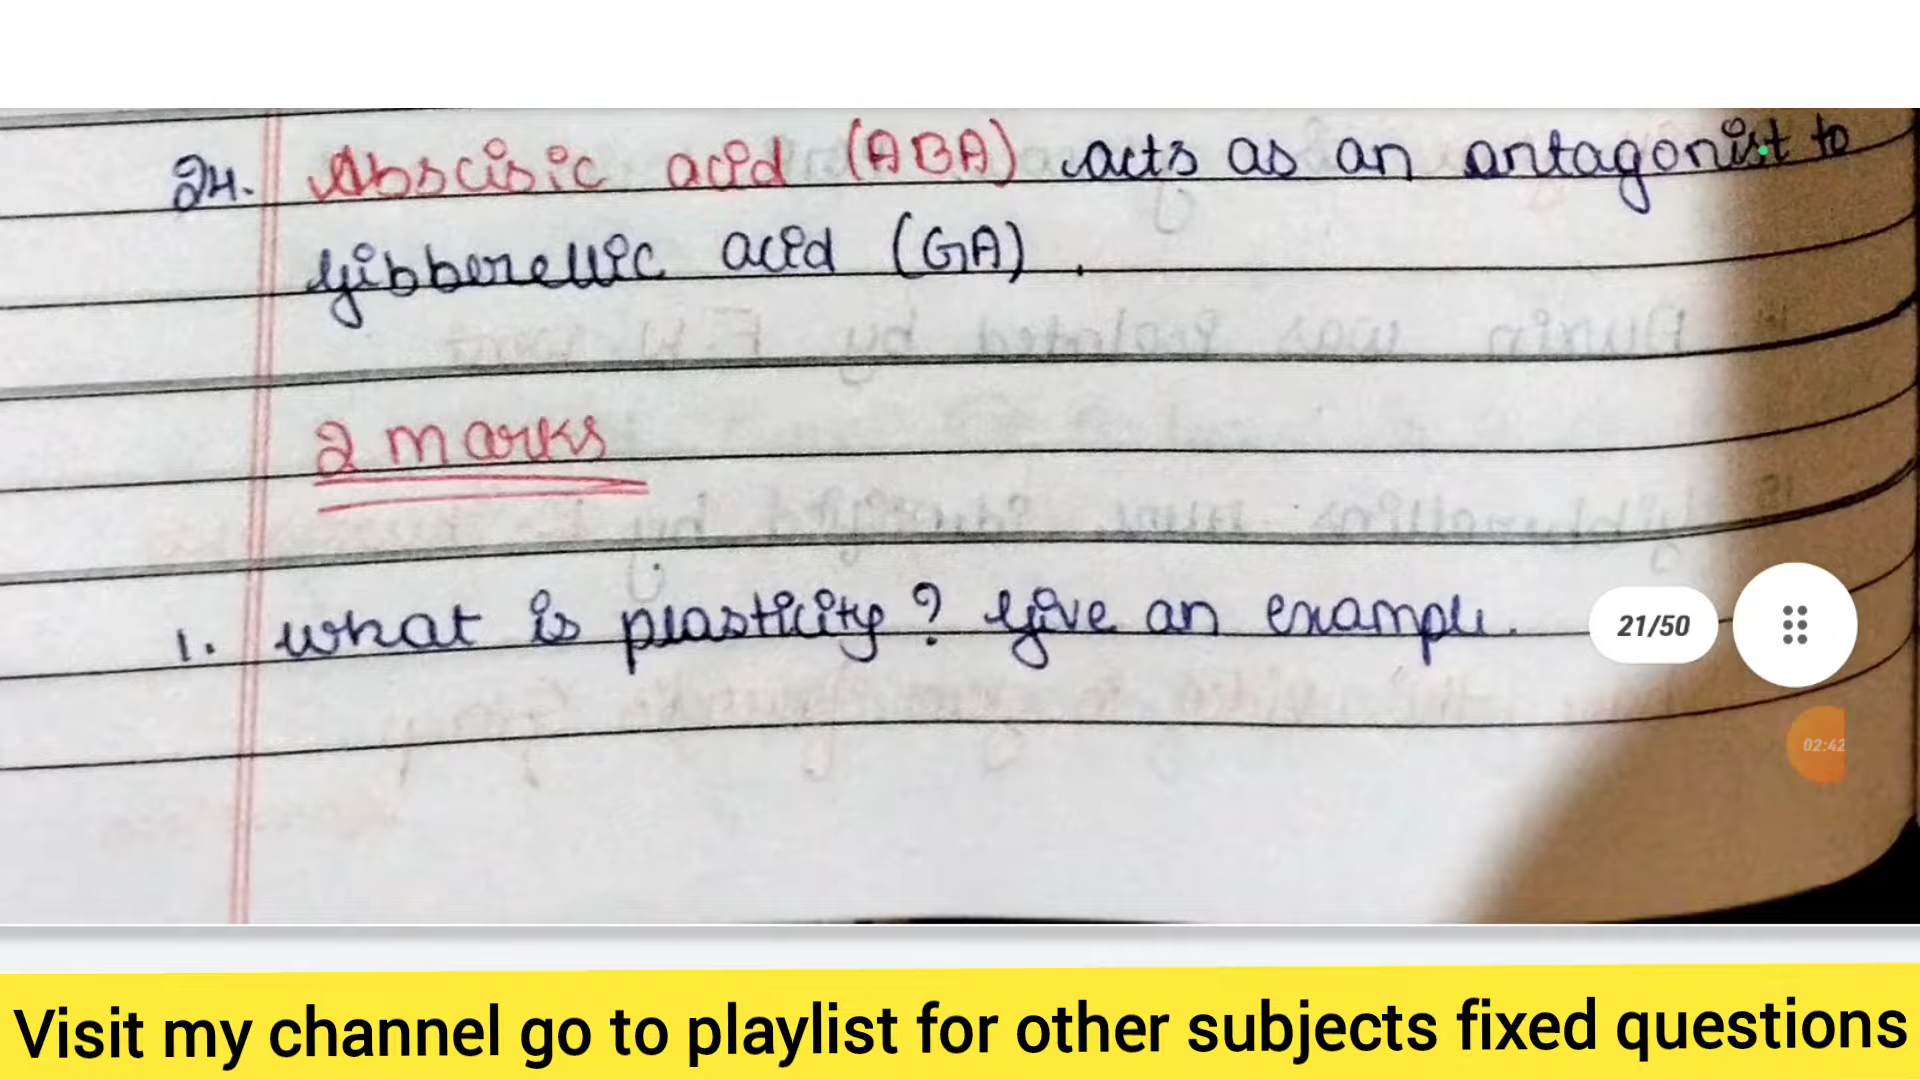 24. Abscisic acid (ABA) acts as an antagonist to
gibberellic acid (GA).
2 marks
1. what is plasticity? Give an example.
21/50
02:42
Visit my channel go to playlist for other subjects fixed questions